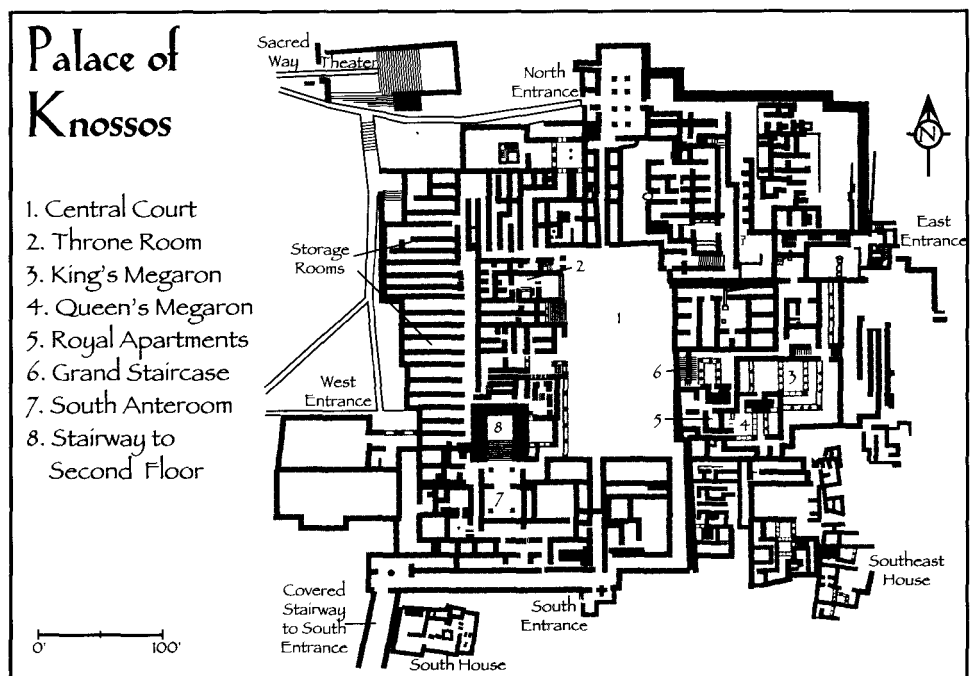 Palace of
Knossos
1. Central Court
2. Throne Room
3. King's Megaron
4. Queen's Megaron
5. Royal Apartments
6. Grand Staircase
7. South Anteroom
8. Stairway to
Second Floor
0'
100'
Sacred
Way
Theater
North
Entrance
N
Storage
Rooms
2
East
Entrance
1
West
Entrance
6
3
5
4
8
7
Southeast
House
Covered
Stairway
to South
Entrance
South
Entrance
South House